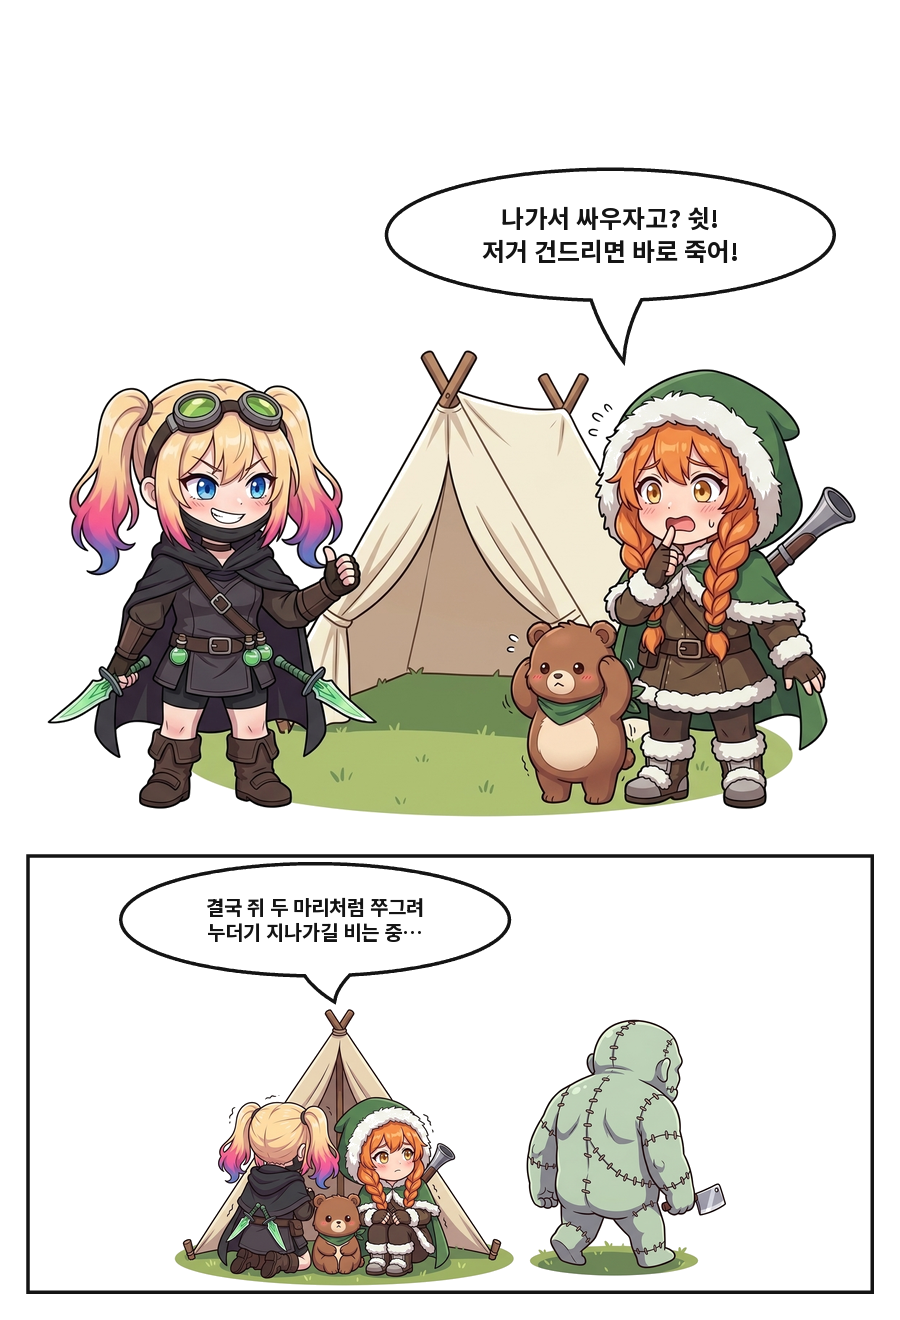 나가서 싸우자고? 쉿!
저거 건드리면 바로 죽어!
결국 쥐 두 마리처럼 쭈그려
누더기 지나가길 비는 중…